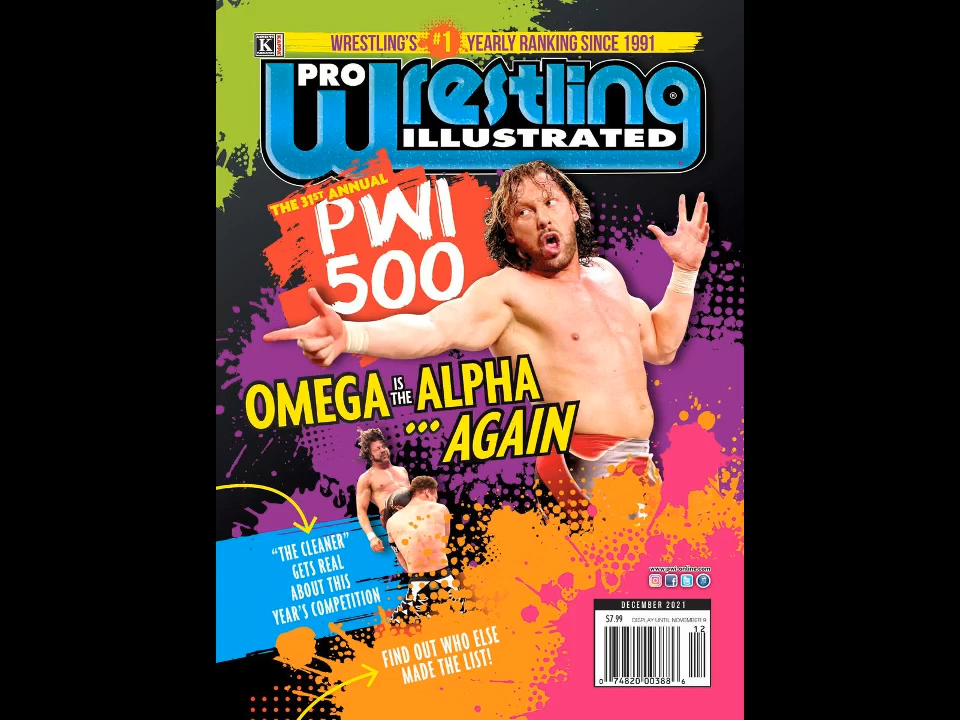 K
KAPPA
WRESTLING'S #1 YEARLY RANKING SINCE 1991
PRO
Wrestling®
ILLUSTRATED
THE 31ST ANNUAL
PWI
500
OMEGA IS THE ALPHA
... AGAIN
"THE CLEANER"
GETS REAL
ABOUT THIS
YEAR'S COMPETITION
FIND OUT WHO ELSE
MADE THE LIST!
www.pwi-online.com
DECEMBER 2021
$7.99 DISPLAY UNTIL NOVEMBER 9
12
0 74820 00388 6